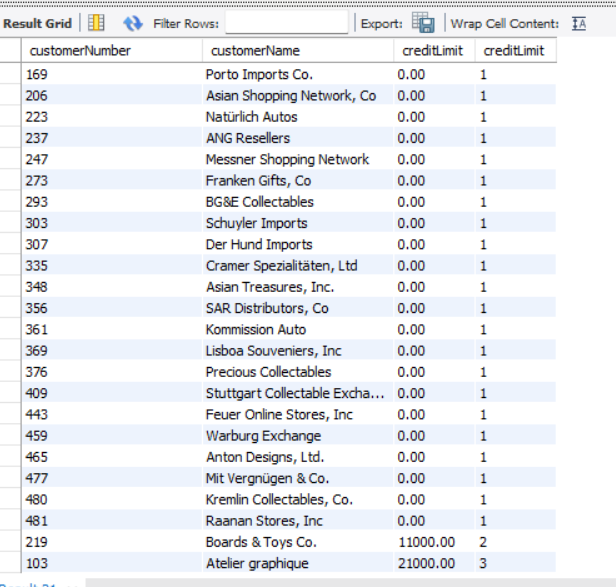 Result Grid Filter Rows: Export: Wrap Cell Content: IA
customerNumber customerName creditLimit creditLimit
169 Porto Imports Co. 0.00 1
206 Asian Shopping Network, Co 0.00 1
223 Natürlich Autos 0.00 1
237 ANG Resellers 0.00 1
247 Messner Shopping Network 0.00 1
273 Franken Gifts, Co 0.00 1
293 BG&E Collectables 0.00 1
303 Schuyler Imports 0.00 1
307 Der Hund Imports 0.00 1
335 Cramer Spezialitäten, Ltd 0.00 1
348 Asian Treasures, Inc. 0.00 1
356 SAR Distributors, Co 0.00 1
361 Kommission Auto 0.00 1
369 Lisboa Souveniers, Inc 0.00 1
376 Precious Collectables 0.00 1
409 Stuttgart Collectable Excha... 0.00 1
443 Feuer Online Stores, Inc 0.00 1
459 Warburg Exchange 0.00 1
465 Anton Designs, Ltd. 0.00 1
477 Mit Vergnügen & Co. 0.00 1
480 Kremlin Collectables, Co. 0.00 1
481 Raanan Stores, Inc 0.00 1
219 Boards & Toys Co. 11000.00 2
103 Atelier graphique 21000.00 3